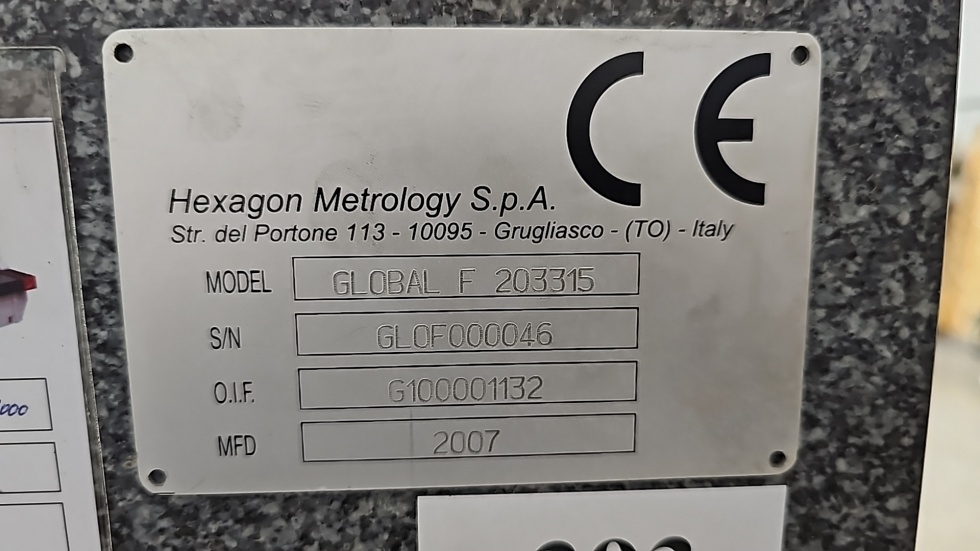 CE
Hexagon Metrology S.p.A.
Str. del Portone 113 - 10095 - Grugliasco - (TO) - Italy
MODEL GLOBAL F 203315
S/N GLOF000046
O.I.F. G100001132
MFD 2007